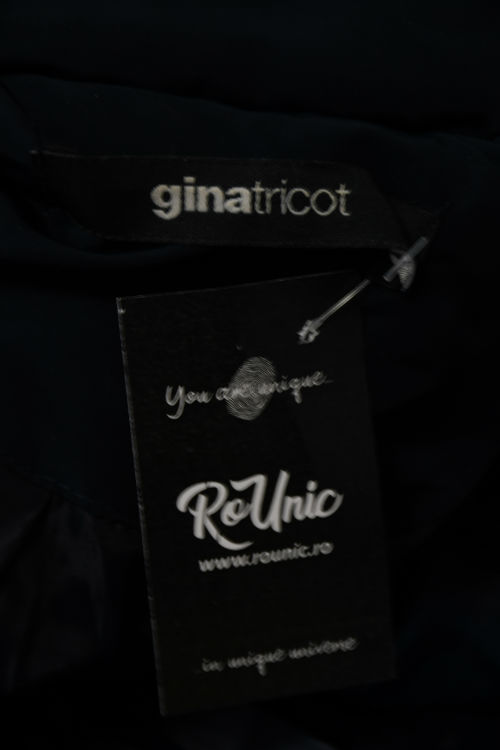 ginatricot
You are unique...
RoUnic
www.rounic.ro
...in unique universe